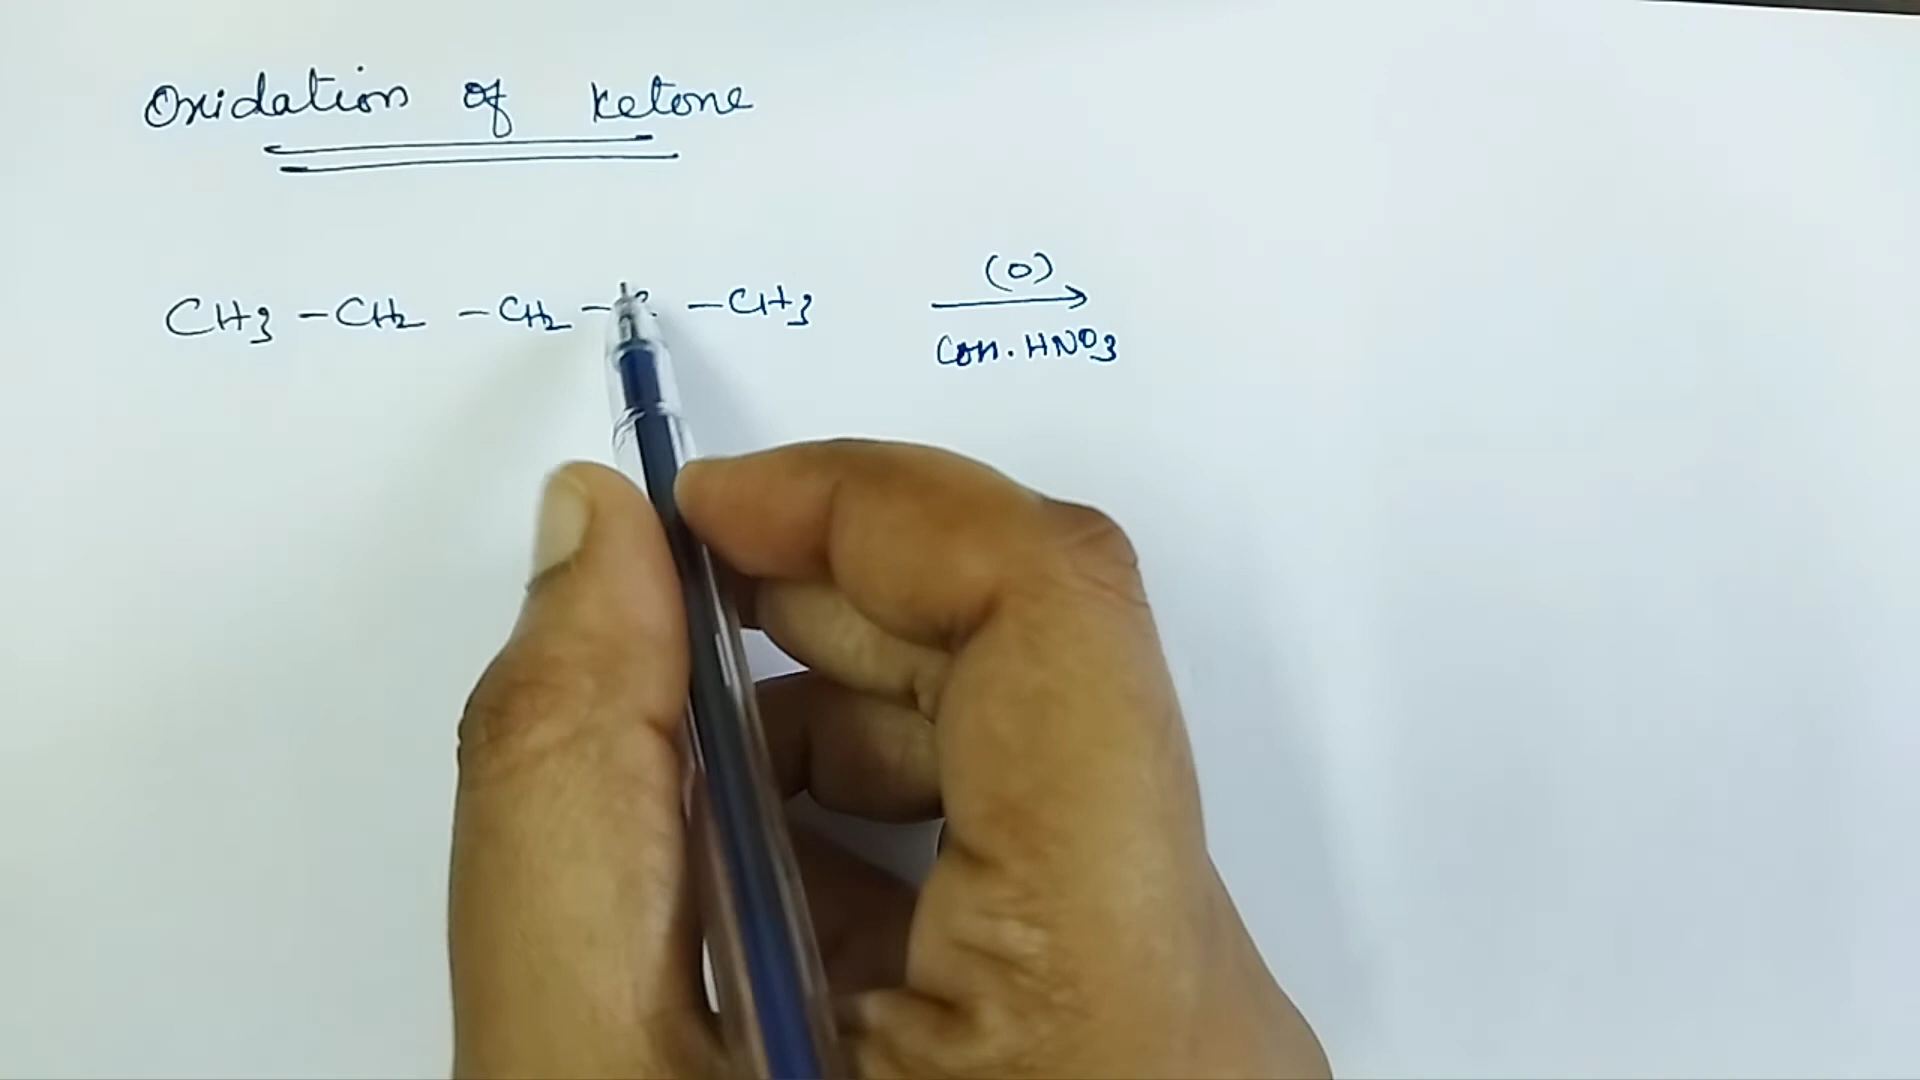 Oxidation of ketone
(O)
CH3 - CH2 - CH2 - C - CH3
Con. HNO3